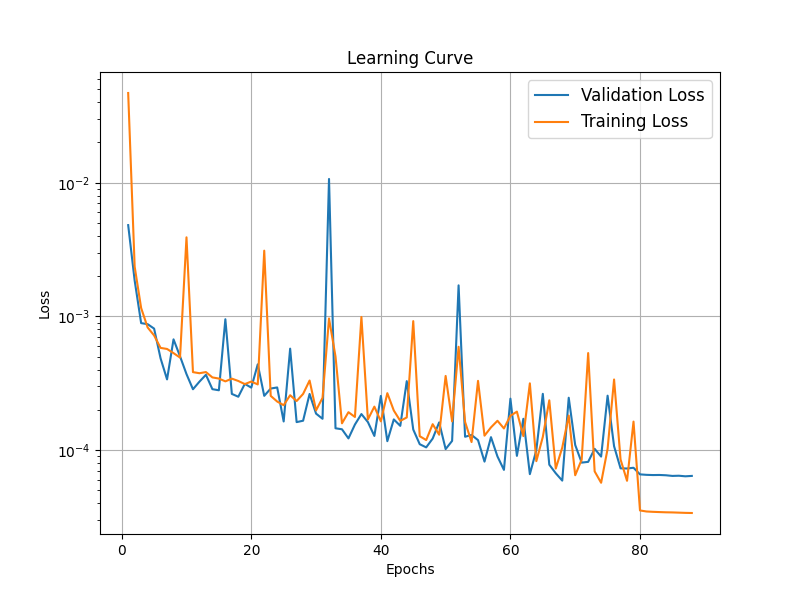 Learning Curve
Validation Loss
Training Loss
10⁻²
10⁻³
10⁻⁴
Loss
0 20 40 60 80
Epochs